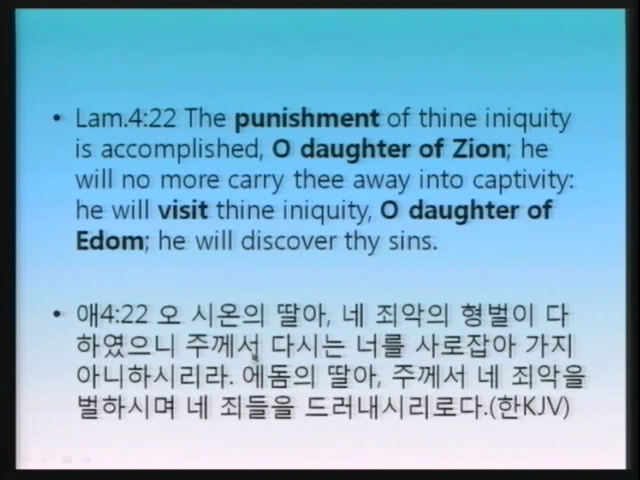 • Lam.4:22 The punishment of thine iniquity
is accomplished, O daughter of Zion; he
will no more carry thee away into captivity:
he will visit thine iniquity, O daughter of
Edom; he will discover thy sins.
• 애4:22 오 시온의 딸아, 네 죄악의 형벌이 다
하였으니 주께서 다시는 너를 사로잡아 가지
아니하시리라. 에돔의 딸아, 주께서 네 죄악을
벌하시며 네 죄들을 드러내시리로다.(한KJV)